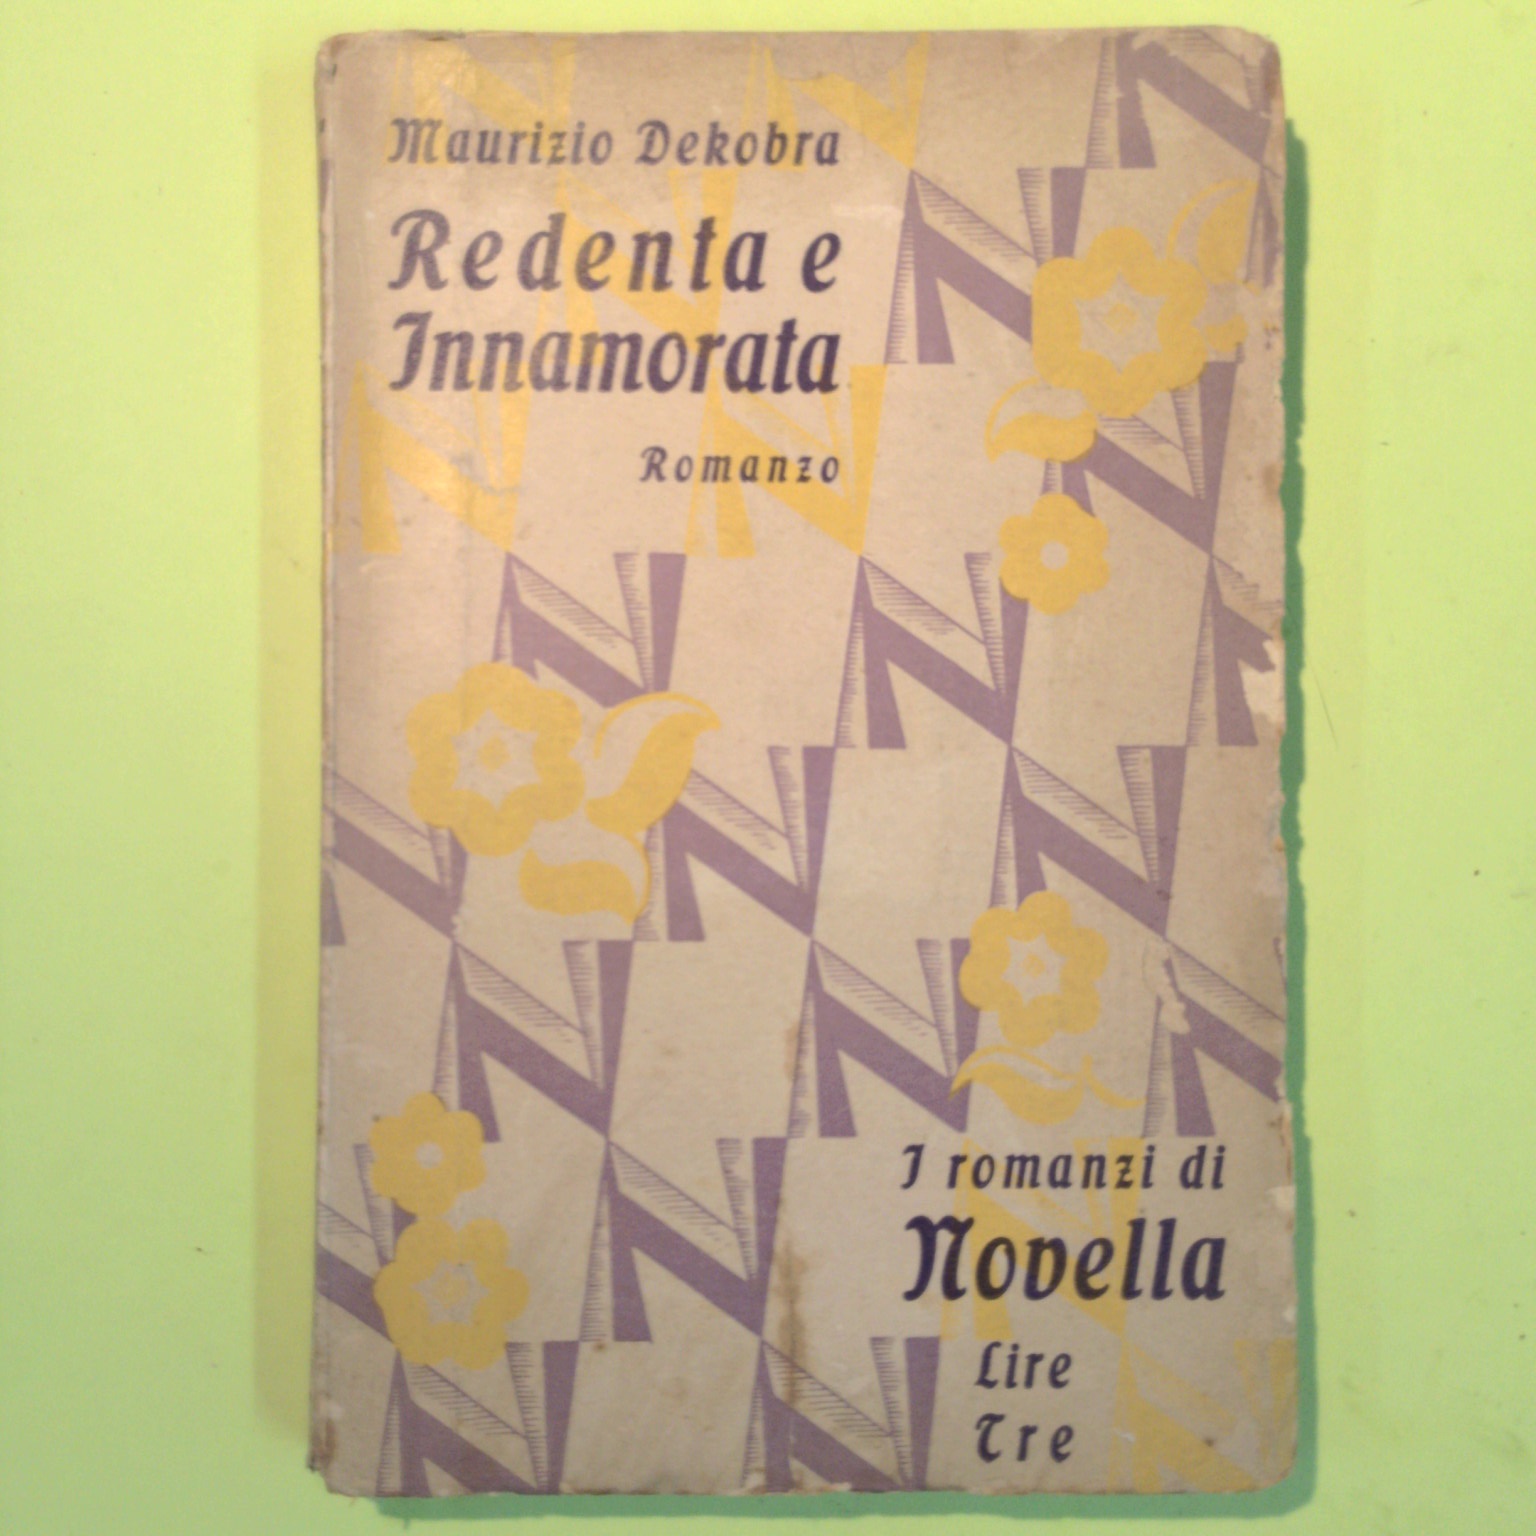 Maurizio Dekobra
Redenta e
Innamorata
Romanzo
I romanzi di
Novella
Lire
Tre